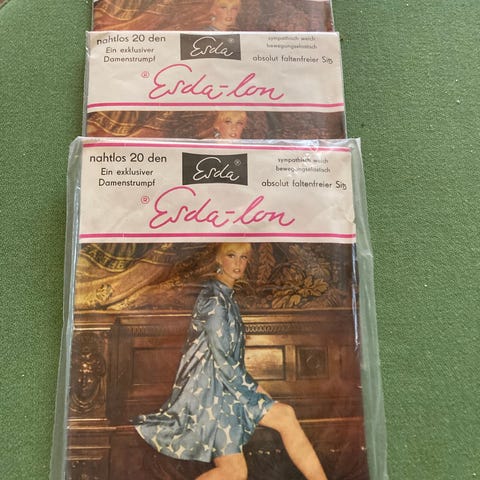 nahtlos 20 den
Ein exklusiver
Damenstrumpf
Esda®
sympathisch weich
bewegungselastisch
absolut faltenfreier Sitz
® Esda-lon
nahtlos 20 den
Ein exklusiver
Damenstrumpf
Esda®
sympathisch weich
bewegungselastisch
absolut faltenfreier Sitz
® Esda-lon